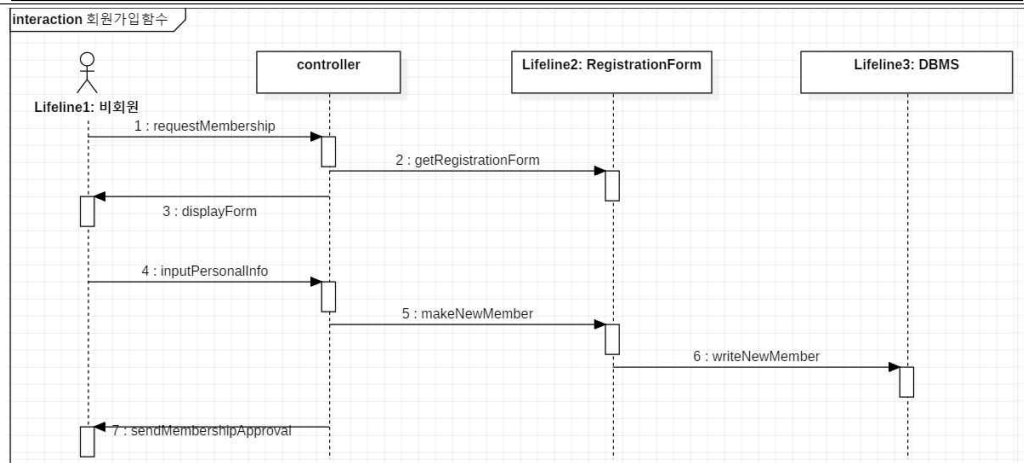 interaction 회원가입함수
controller
Lifeline2: RegistrationForm
Lifeline3: DBMS
Lifeline1: 비회원
1 : requestMembership
2 : getRegistrationForm
3 : displayForm
4 : inputPersonalInfo
5 : makeNewMember
6 : writeNewMember
7 : sendMembershipApproval